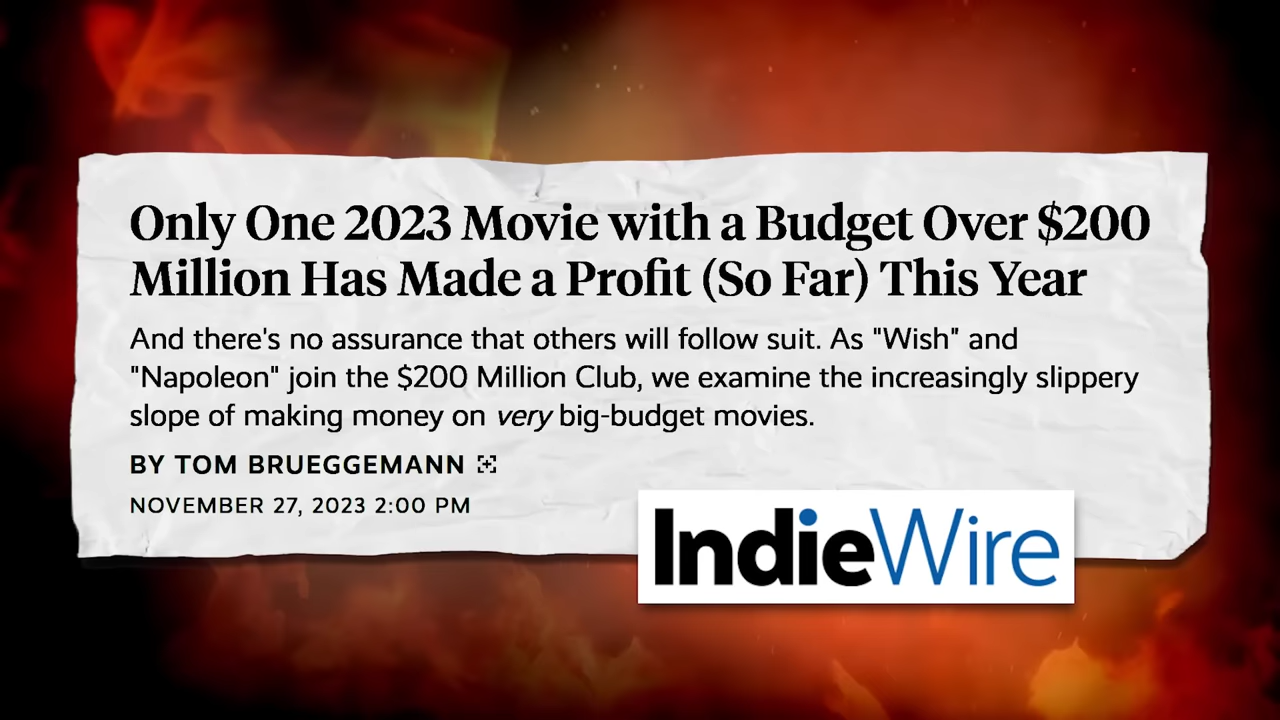 Only One 2023 Movie with a Budget Over $200
Million Has Made a Profit (So Far) This Year
And there's no assurance that others will follow suit. As "Wish" and
"Napoleon" join the $200 Million Club, we examine the increasingly slippery
slope of making money on very big-budget movies.
BY TOM BRUEGGEMANN
NOVEMBER 27, 2023 2:00 PM
IndieWire